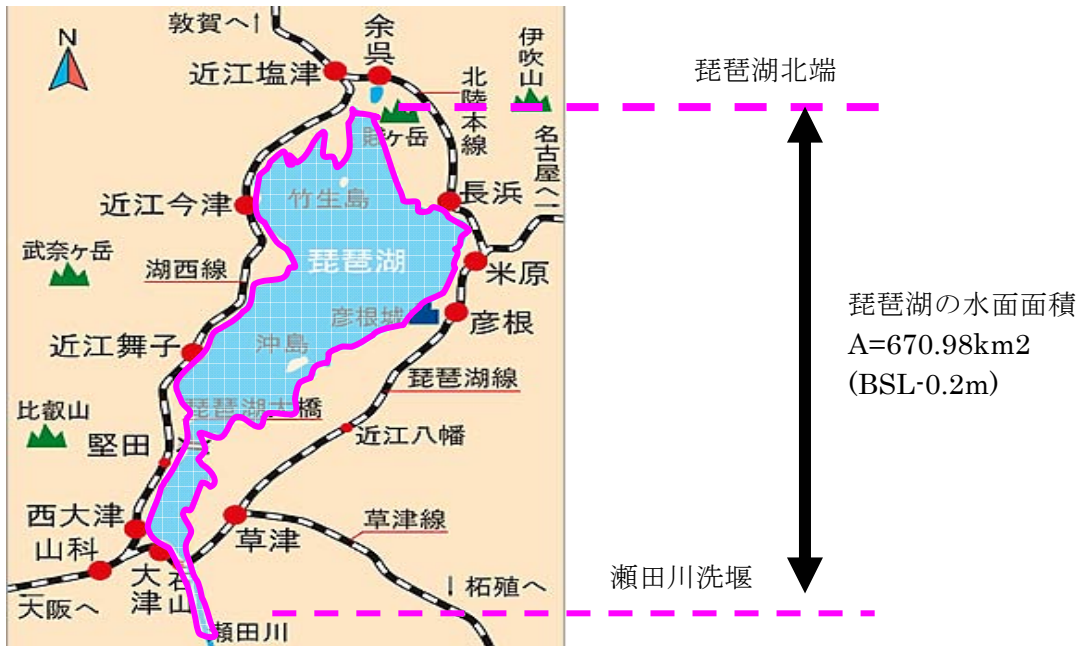 N
敦賀へ↑
余呉
近江塩津
北陸本線
伊吹山
賤ヶ岳
名古屋へ
竹生島
長浜
近江今津
武奈ヶ岳
湖西線
琵琶湖
米原
彦根城
彦根
近江舞子
沖島
琵琶湖線
比叡山
琵琶湖大橋
近江八幡
堅田
西大津
山科
草津
草津線
大津
石山
大阪へ
↓柘殖へ
瀬田川
琵琶湖北端
琵琶湖の水面面積
A=670.98km2
(BSL-0.2m)
瀬田川洗堰